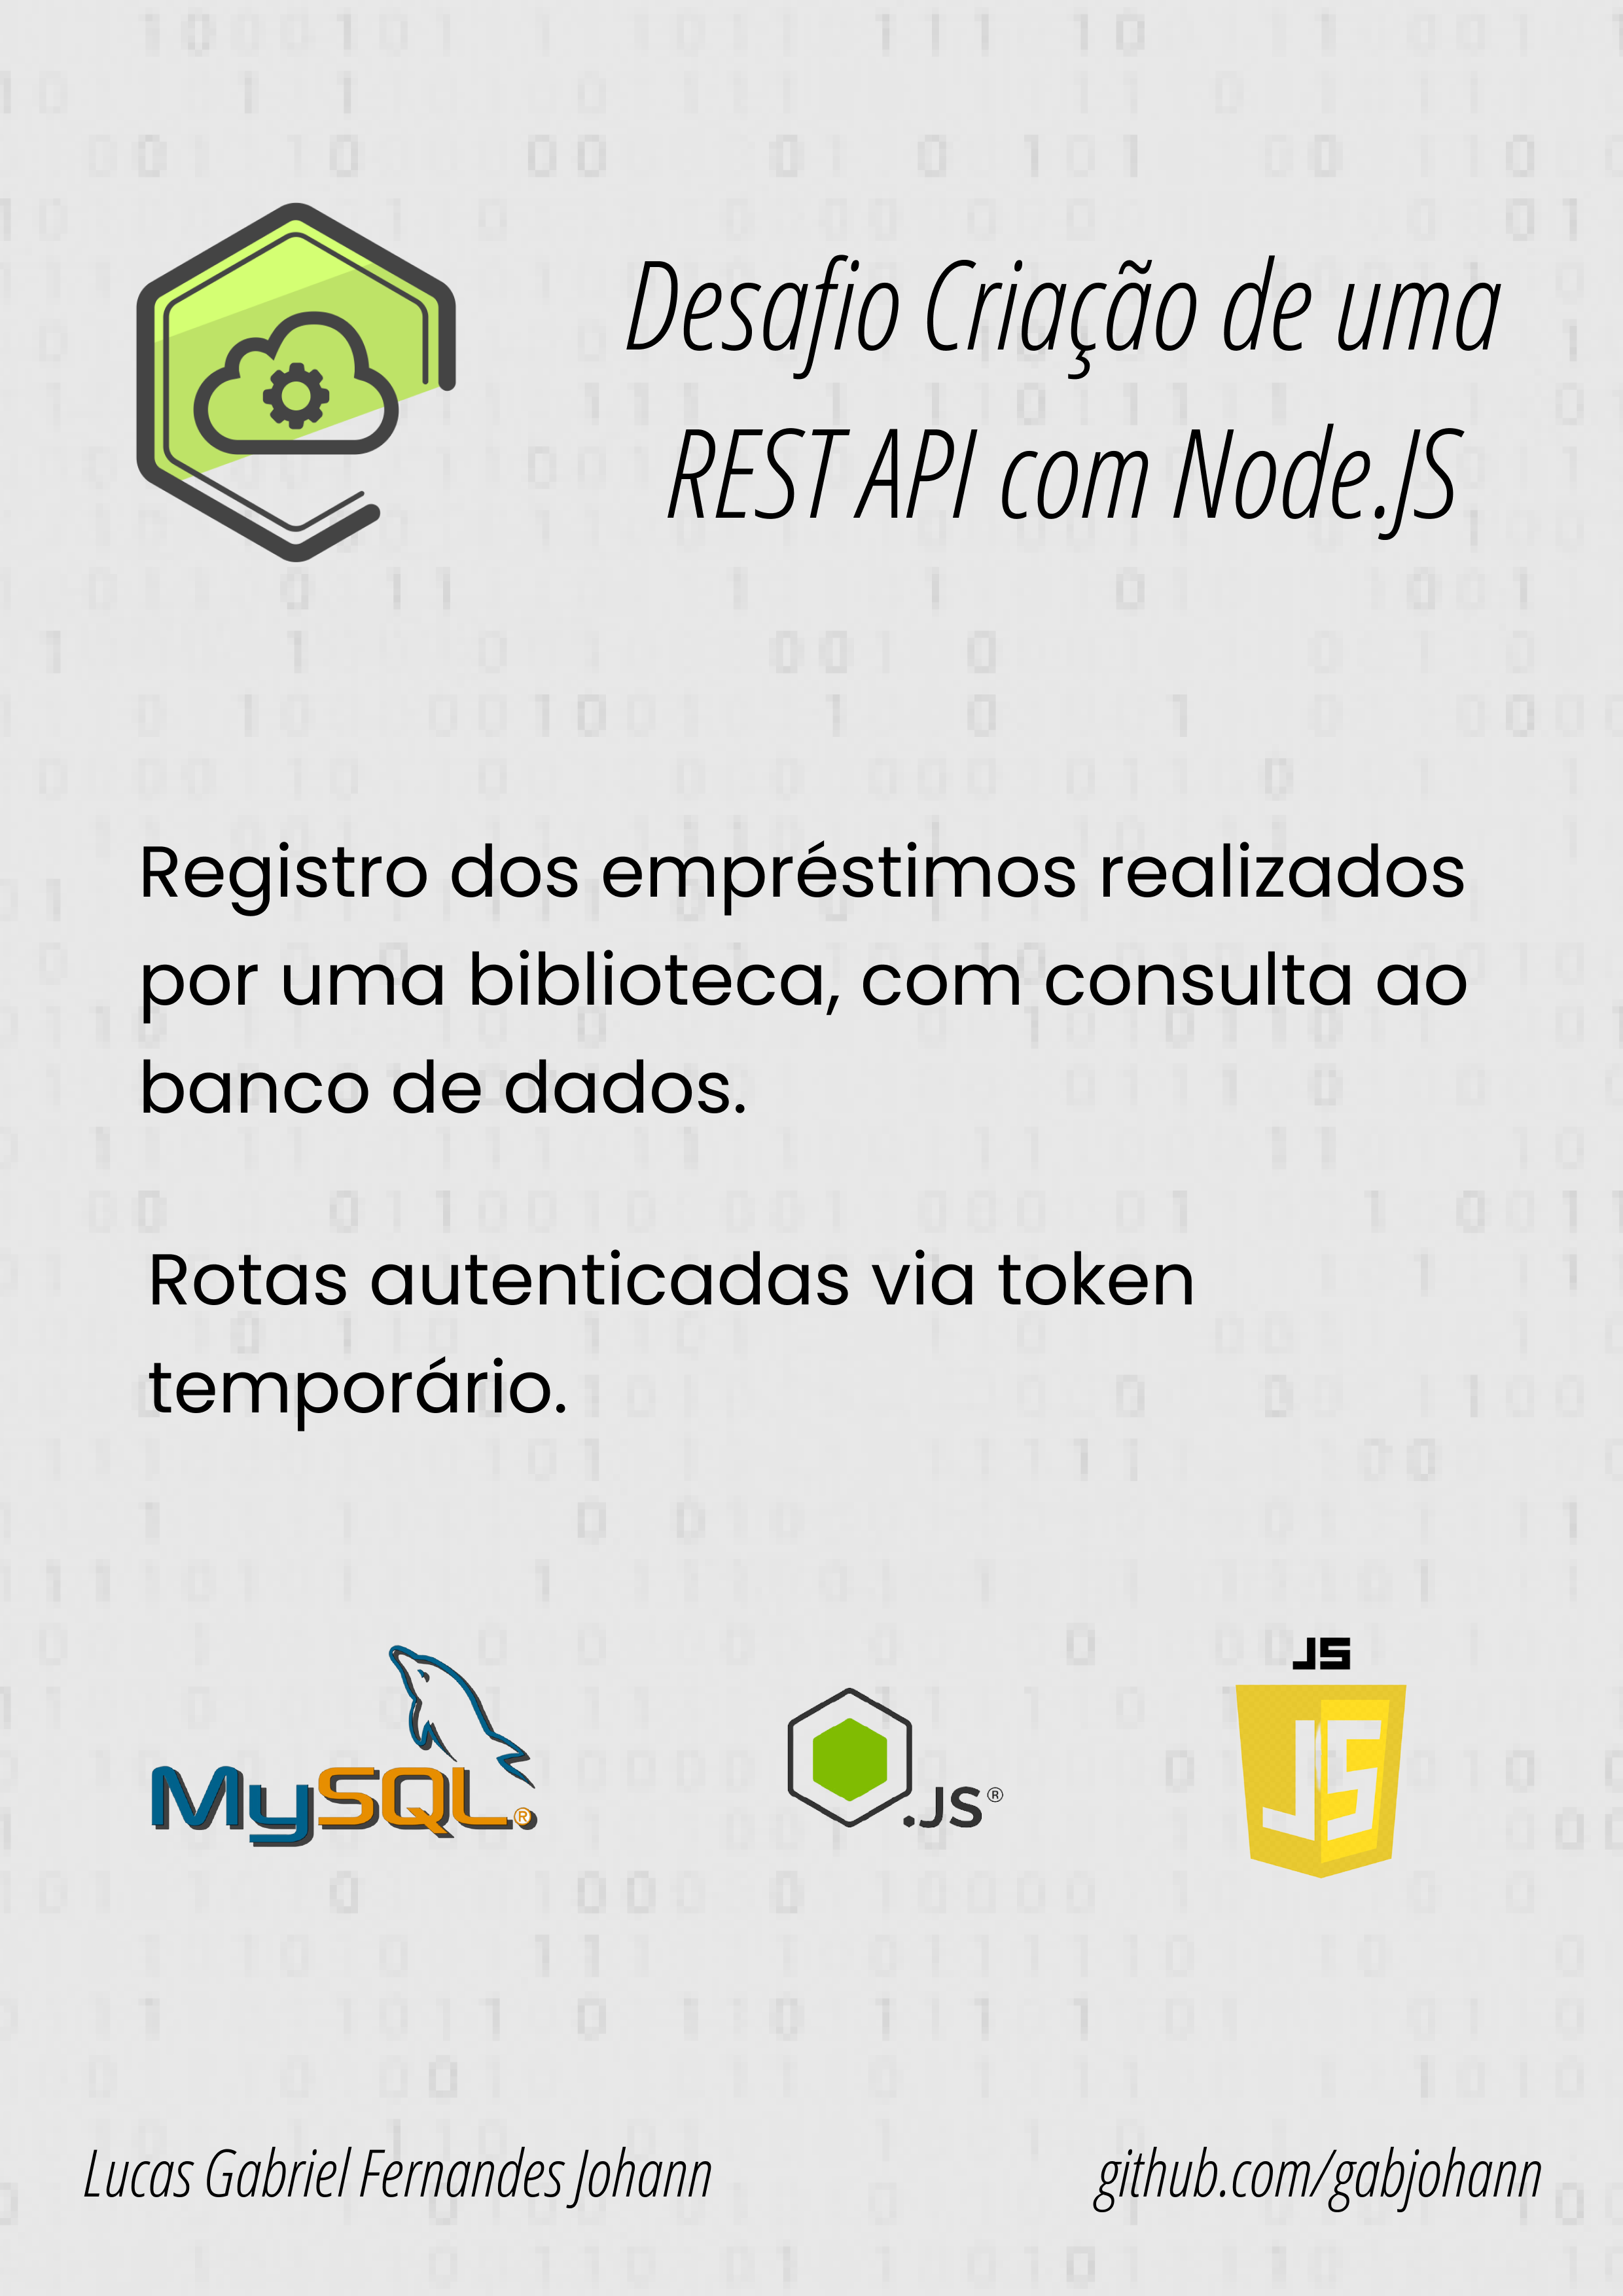 Desafio Criação de uma
REST API com Node.JS
Registro dos empréstimos realizados
por uma biblioteca, com consulta ao
banco de dados.
Rotas autenticadas via token
temporário.
MySQL®
.JS®
JS
JS
Lucas Gabriel Fernandes Johann
github.com/gabjohann